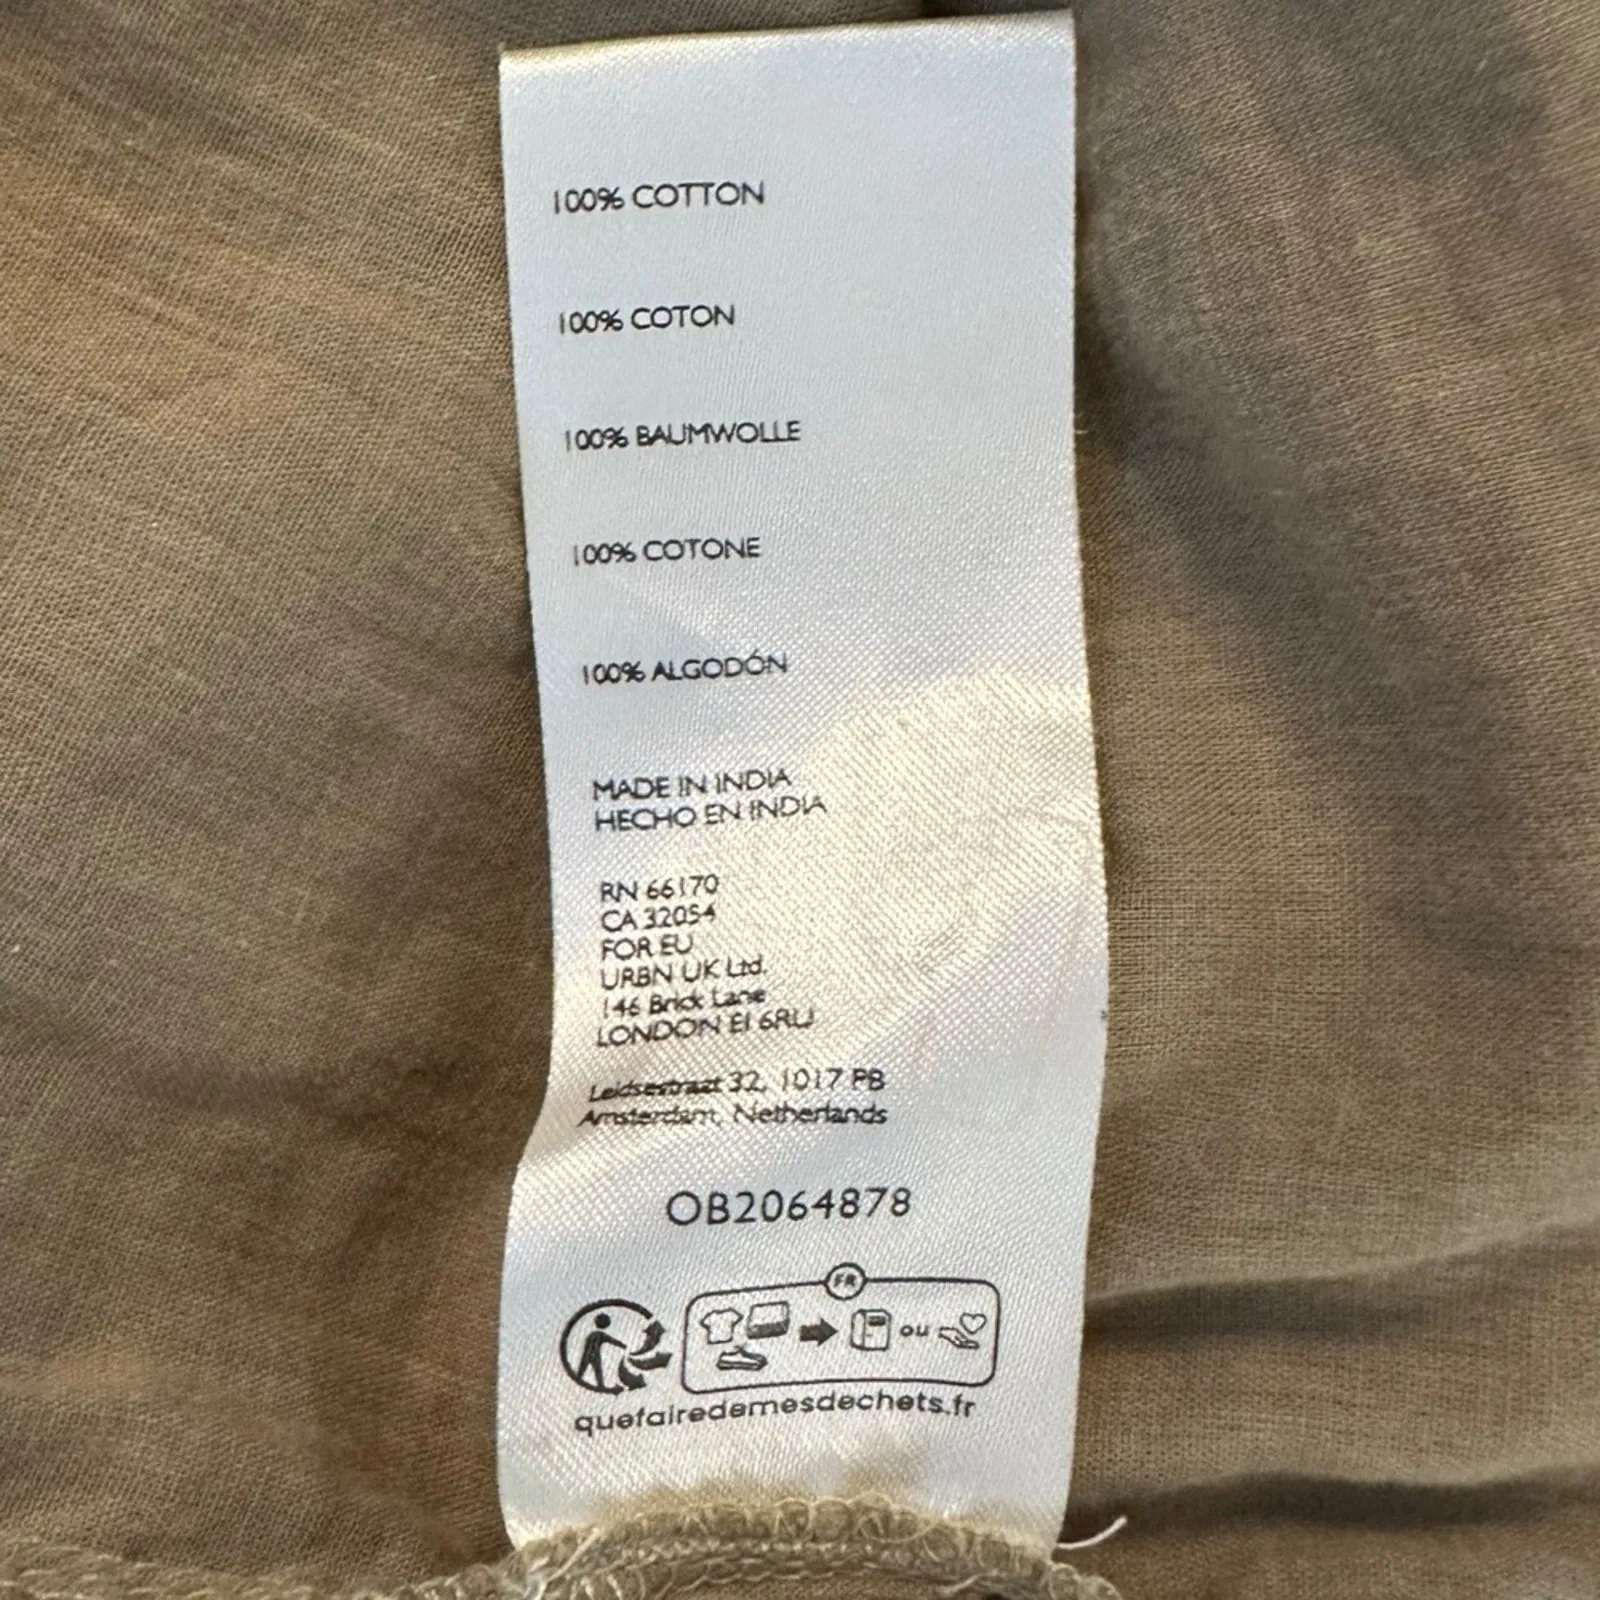 100% COTTON
100% COTON
100% BAUMWOLLE
100% COTONE
100% ALGODÓN
MADE IN INDIA
HECHO EN INDIA
RN 66170
CA 32054
FOR EU
URBN UK Ltd.
146 Brick Lane
LONDON E1 6RU
Leidsestraat 32, 1017 PB
Amsterdam, Netherlands
OB2064878
FR
ou
quefairedemesdechets.fr